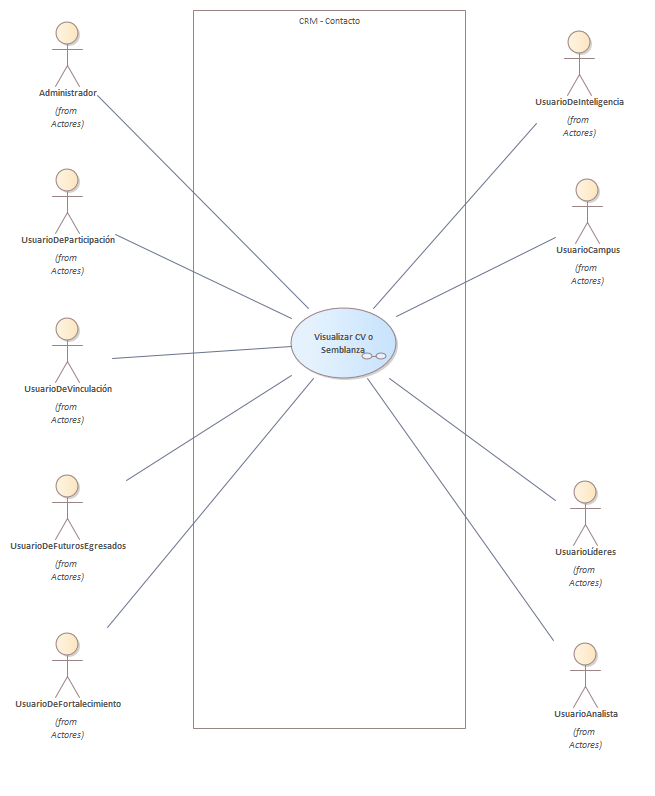 CRM - Contacto
Administrador
(from
Actores)
UsuarioDeParticipación
(from
Actores)
UsuarioDeVinculación
(from
Actores)
UsuarioDeFuturosEgresados
(from
Actores)
UsuarioDeFortalecimiento
(from
Actores)
Visualizar CV o
Semblanza
UsuarioDeInteligencia
(from
Actores)
UsuarioCampus
(from
Actores)
UsuarioLíderes
(from
Actores)
UsuarioAnalista
(from
Actores)